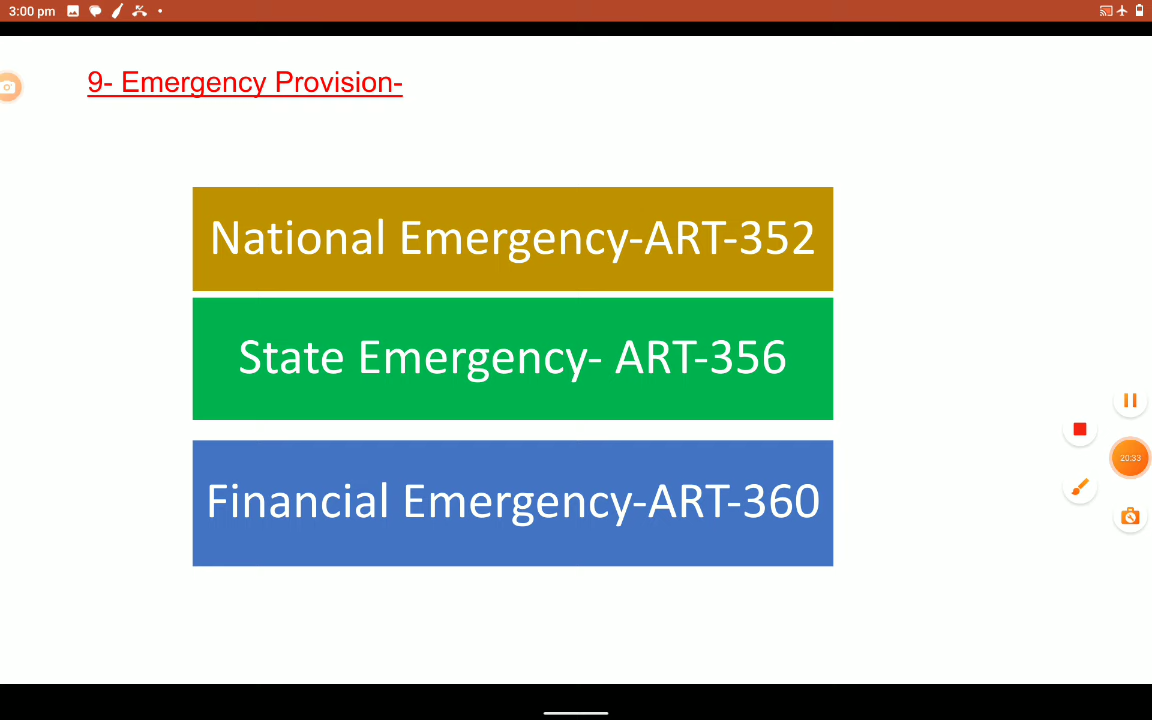 3:00 pm
9- Emergency Provision-
National Emergency-ART-352
State Emergency- ART-356
Financial Emergency-ART-360
20:33